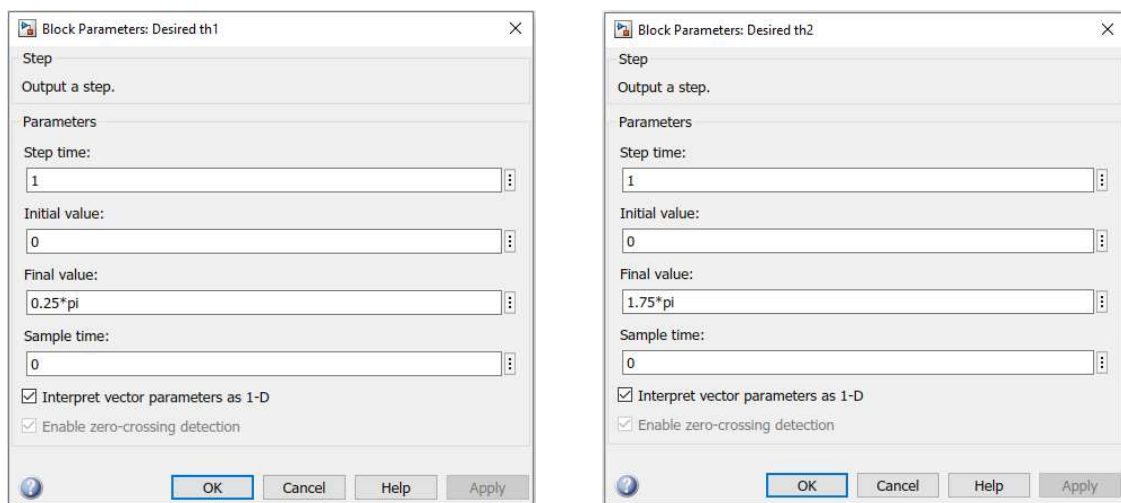 Block Parameters: Desired th1
Step
Output a step.
Parameters
Step time:
1
Initial value:
0
Final value:
0.25*pi
Sample time:
0
Interpret vector parameters as 1-D
Enable zero-crossing detection
OK Cancel Help Apply
Block Parameters: Desired th2
Step
Output a step.
Parameters
Step time:
1
Initial value:
0
Final value:
1.75*pi
Sample time:
0
Interpret vector parameters as 1-D
Enable zero-crossing detection
OK Cancel Help Apply